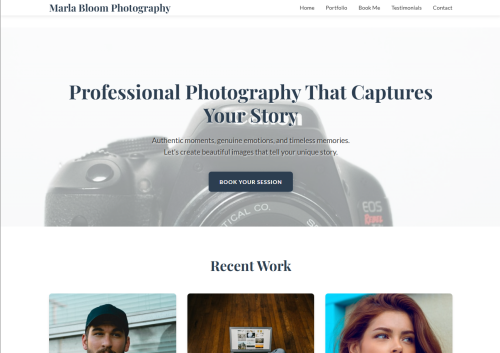 Marla Bloom Photography
Home
Portfolio
Book Me
Testimonials
Contact
Professional Photography That Captures
Your Story
Authentic moments, genuine emotions, and timeless memories.
Let's create beautiful images that tell your unique story.
BOOK YOUR SESSION
EOS
Recent Work